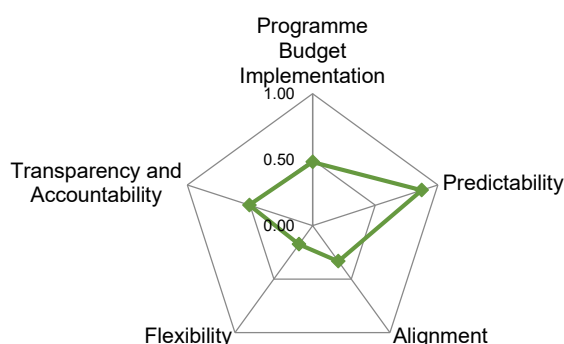 Programme
Budget
Implementation
1.00
Transparency and
Accountability
0.50
Predictability
0.00
Flexibility
Alignment